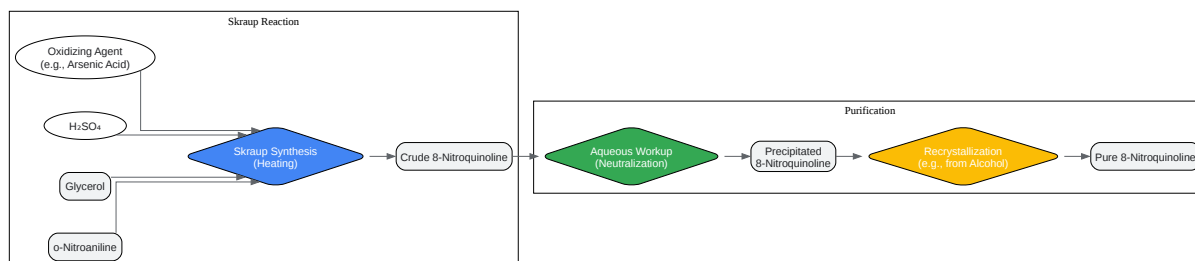 Skraup Reaction
Oxidizing Agent
(e.g., Arsenic Acid)
H₂SO₄
Glycerol
o-Nitroaniline
Skraup Synthesis
(Heating)
Crude 8-Nitroquinoline
Purification
Aqueous Workup
(Neutralization)
Precipitated
8-Nitroquinoline
Recrystallization
(e.g., from Alcohol)
Pure 8-Nitroquinoline